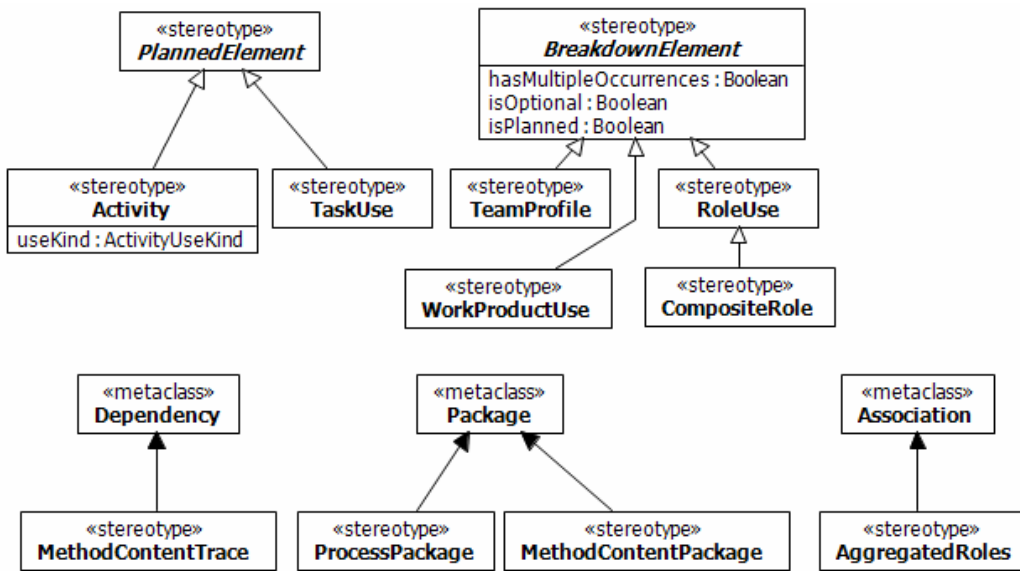 «stereotype»
PlannedElement
«stereotype»
BreakdownElement
hasMultipleOccurrences : Boolean
isOptional : Boolean
isPlanned : Boolean
«stereotype»
Activity
useKind : ActivityUseKind
«stereotype»
TaskUse
«stereotype»
TeamProfile
«stereotype»
RoleUse
«stereotype»
WorkProductUse
«stereotype»
CompositeRole
«metaclass»
Dependency
«metaclass»
Package
«metaclass»
Association
«stereotype»
MethodContentTrace
«stereotype»
ProcessPackage
«stereotype»
MethodContentPackage
«stereotype»
AggregatedRoles